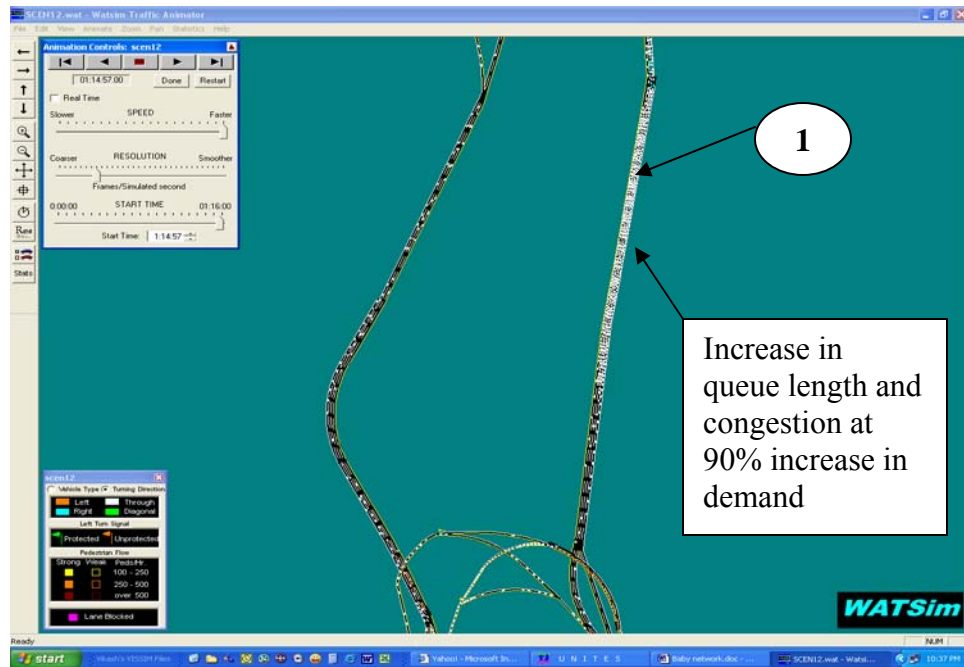 SCEN12.wat - Watsim Traffic Animator
File Edit View Animate Zoom Pan Statistics Help
Animation Controls: scen12
01:14:57.00 Done Restart
Real Time
Slower SPEED Faster
Coarser RESOLUTION Smoother
Frames/Simulated second
0:00:00 START TIME 01:16:00
Start Time: 1:14:57
Stats
1
Increase in
queue length and
congestion at
90% increase in
demand
scen12
Vehicle Type Turning Direction
Left Through
Right Diagonal
Left Turn Signal
Protected Unprotected
Pedestrian Flow
Strong Weak Peds/Hr.
100 - 250
250 - 500
over 500
Lane Blocked
WATSim
Ready NUM
start Vikash's VISSIM Files Yahoo! - Microsoft In... U N I T E S Baby network.doc - ... SCEN12.wat - Watsi... 10:37 PM